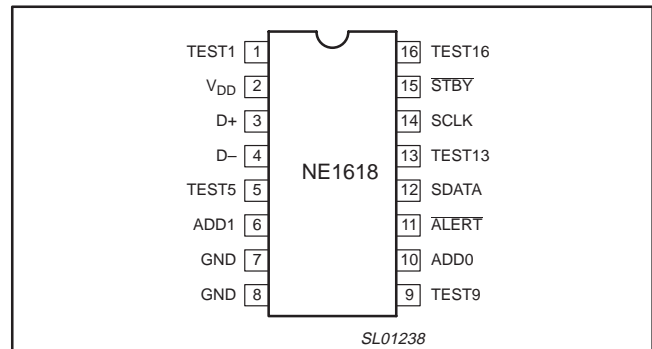 TEST1 1 16 TEST16
VDD 2 15 STBY
D+ 3 14 SCLK
D– 4 13 TEST13
NE1618
TEST5 5 12 SDATA
ADD1 6 11 ALERT
GND 7 10 ADD0
GND 8 9 TEST9
SL01238